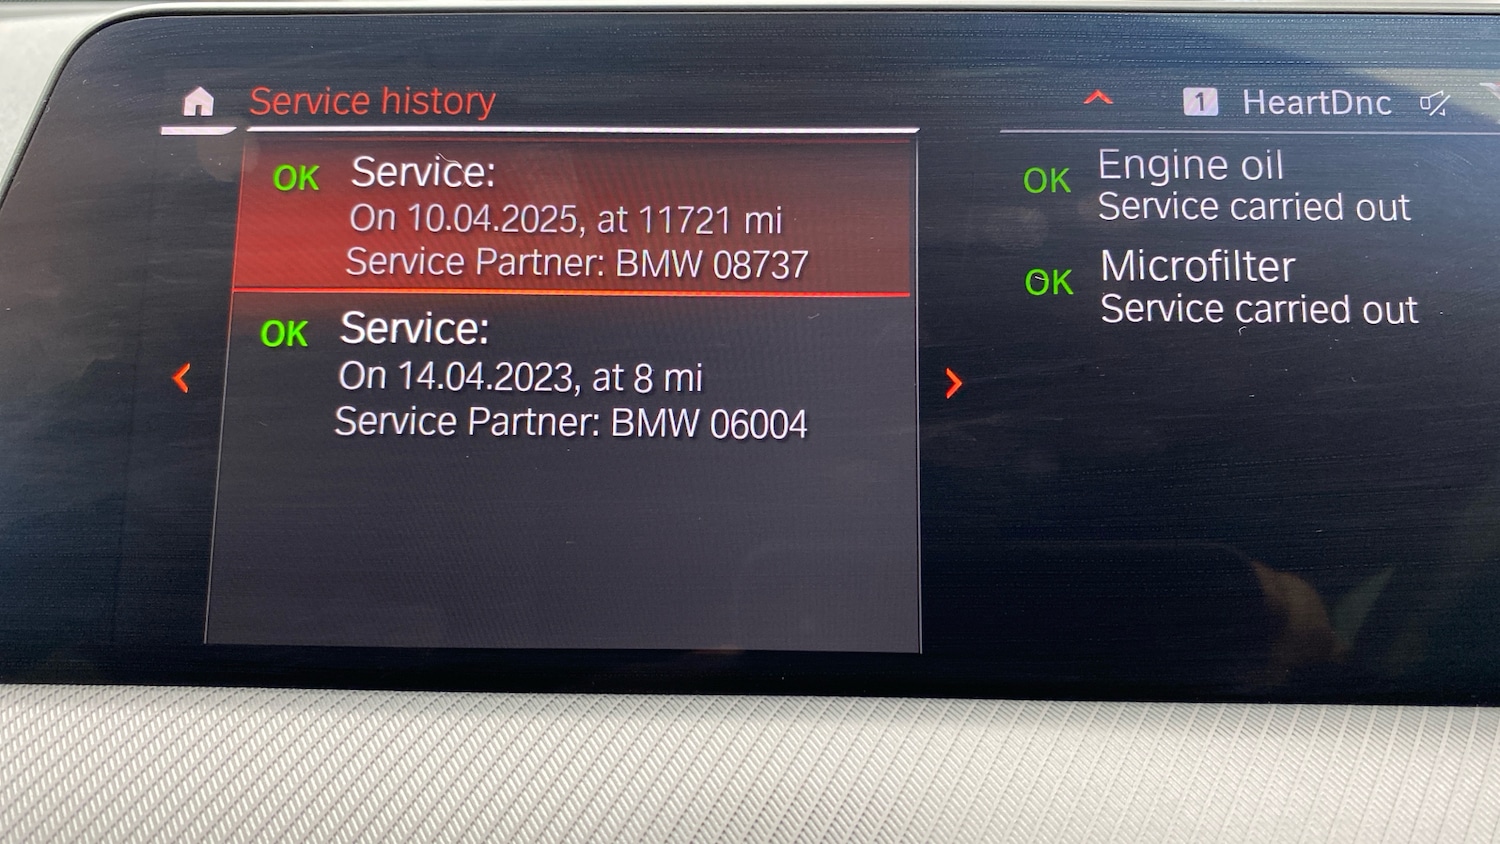 Service history
OK Service:
On 10.04.2025, at 11721 mi
Service Partner: BMW 08737
OK Service:
On 14.04.2023, at 8 mi
Service Partner: BMW 06004
1 HeartDnc
OK Engine oil
Service carried out
OK Microfilter
Service carried out